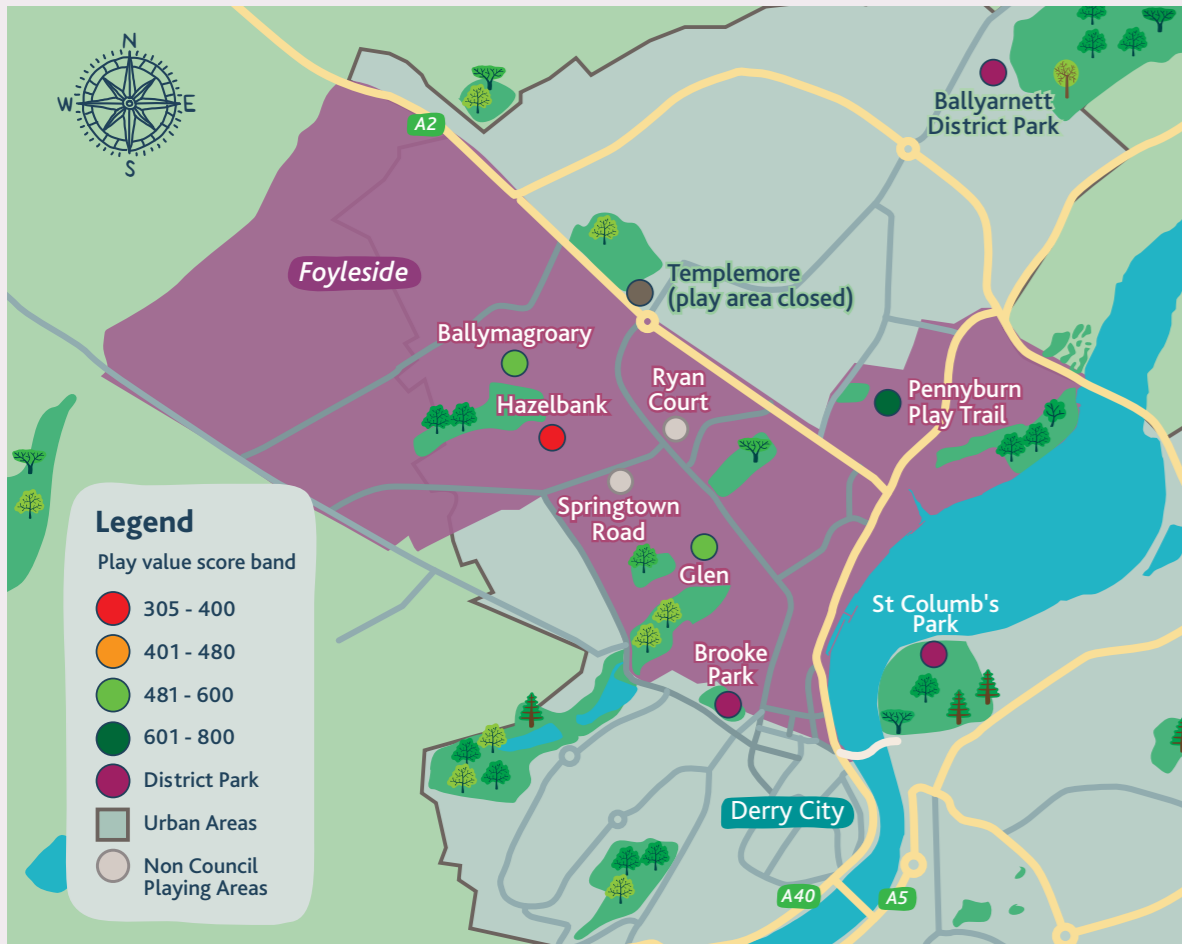 N
W
E
S
A2
Ballyarnett
District Park
Foyleside
Templemore
(play area closed)
Ballymagroary
Hazelbank
Ryan
Court
Pennyburn
Play Trail
Springtown
Road
Glen
St Columb's
Park
Brooke
Park
Derry City
A40
A5
Legend
Play value score band
305 - 400
401 - 480
481 - 600
601 - 800
District Park
Urban Areas
Non Council
Playing Areas